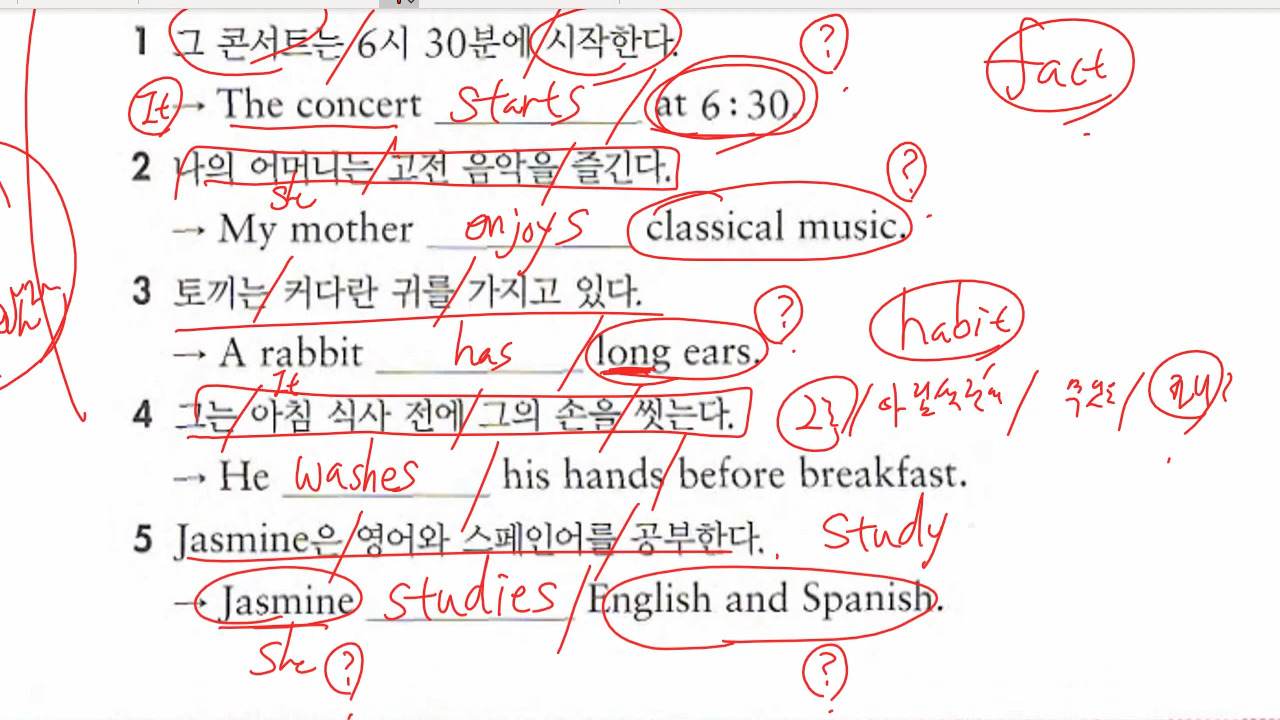 1 그 콘서트는 6시 30분에 시작한다. ? fact
It → The concert starts at 6:30.
2 나의 어머니는 고전 음악을 즐긴다. ?
She
→ My mother enjoys classical music.
3 토끼는 커다란 귀를 가지고 있다. ? habit
→ A rabbit has long ears.
It
4 그는 아침 식사 전에 그의 손을 씻는다.
→ He washes his hands before breakfast.
5 Jasmine은 영어와 스페인어를 공부한다. study
→ Jasmine studies English and Spanish.
She ? ?